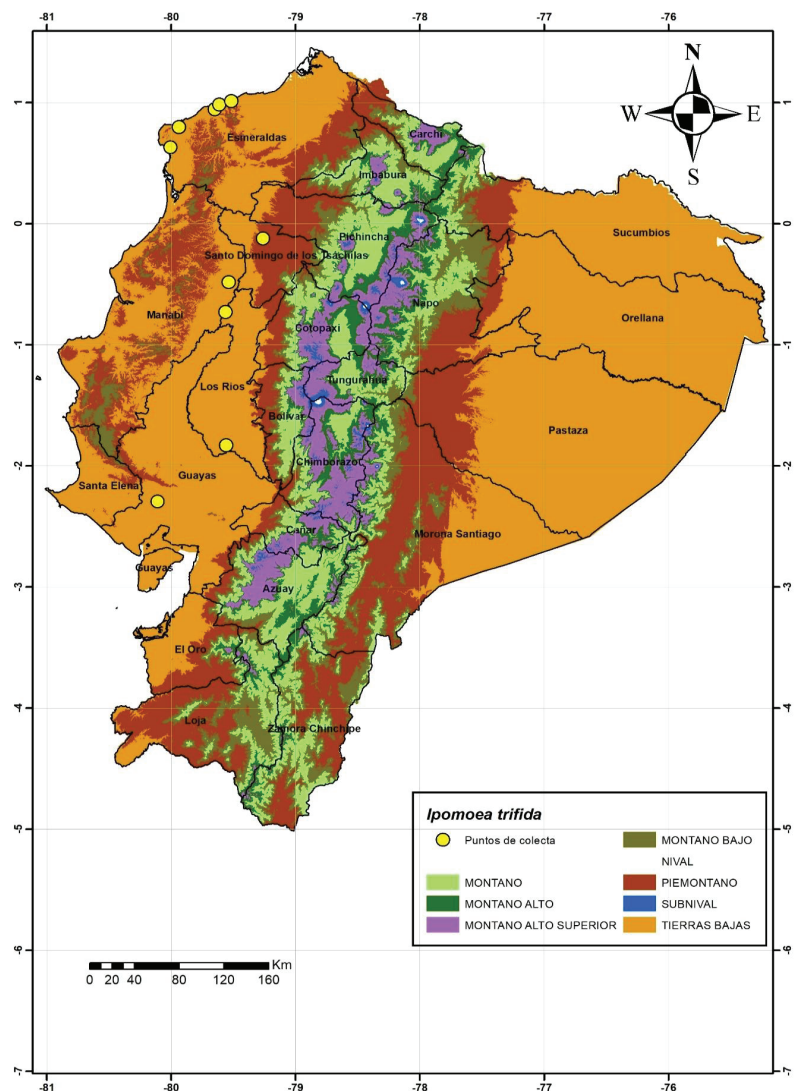 -81 -80 -79 -78 -77 -76
N
W E
S
1
0
-1
-2
-3
-4
-5
-6
-7
1
0
-1
-2
-3
-4
-5
-6
-7
Carchi
Esmeraldas
Imbabura
Sucumbios
Pichincha
Santo Domingo de los Tsáchilas
Napo
Orellana
Manabí
Cotopaxi
Tungurahua
Los Rios
Bolívar
Pastaza
Chimborazo
Guayas
Santa Elena
Cañar
Morona Santiago
Guayas
Azuay
El Oro
Loja
Zamora Chinchipe
Ipomoea trifida
Puntos de colecta
MONTANO
MONTANO ALTO
MONTANO ALTO SUPERIOR
MONTANO BAJO
NIVAL
PIEMONTANO
SUBNIVAL
TIERRAS BAJAS
Km
0 20 40 80 120 160
-81 -80 -79 -78 -77 -76